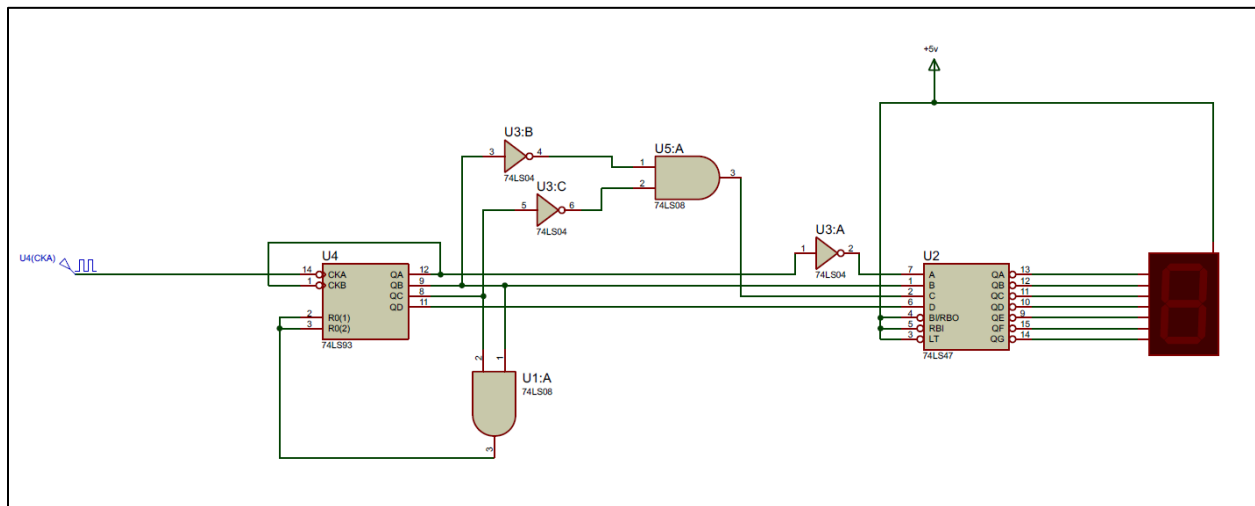 +5v
U3:B
3
4
74LS04
U5:A
1
2
3
74LS08
U3:C
5
6
74LS04
U3:A
1
2
74LS04
U4(CKA)
U4
14
CKA
QA
12
1
CKB
QB
9
QC
8
QD
11
2
R0(1)
3
R0(2)
74LS93
U2
7
A
QA
13
1
B
QB
12
2
C
QC
11
6
D
QD
10
4
BI/RBO
QE
9
5
RBI
QF
15
3
LT
QG
14
74LS47
2
1
U1:A
74LS08
3